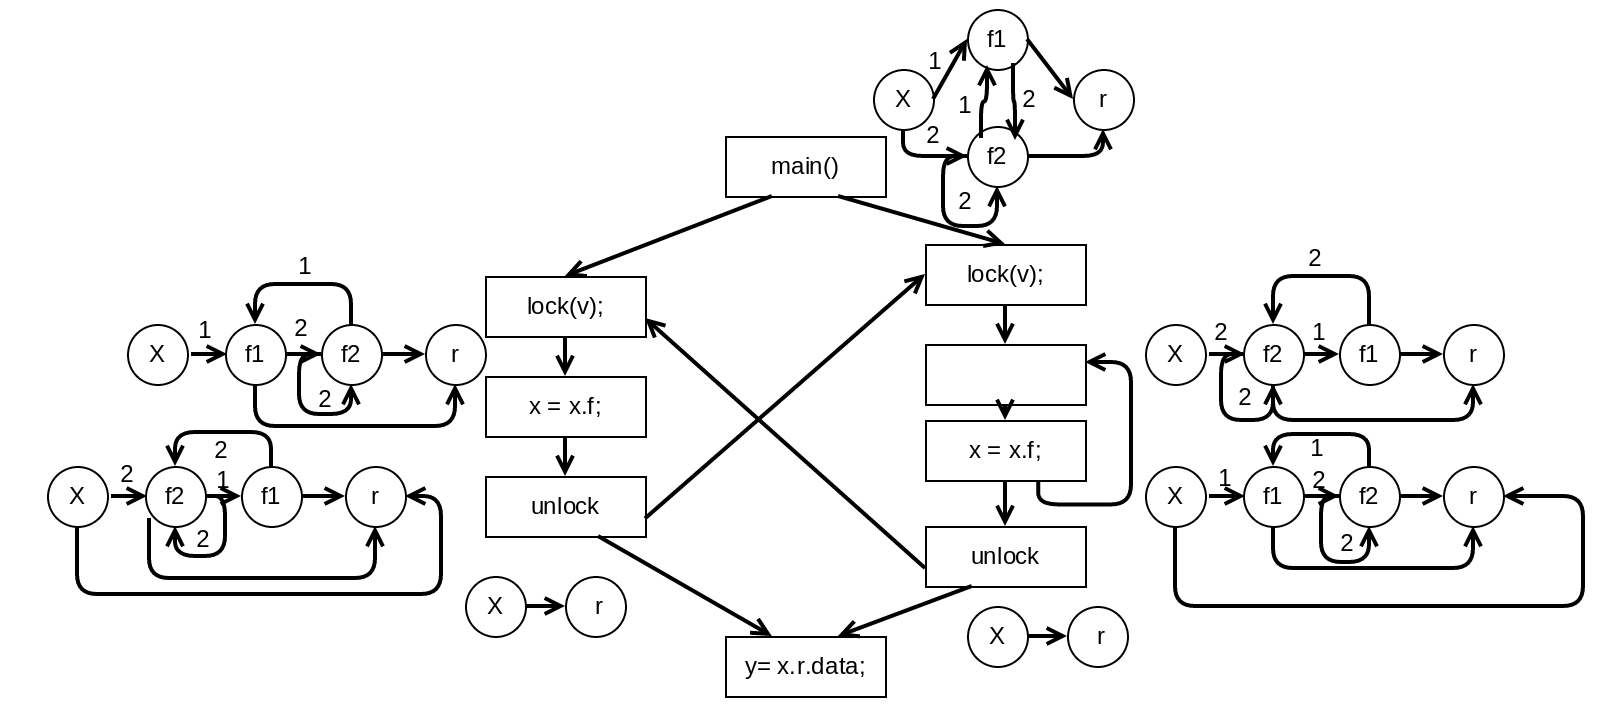 f1
1
X
r
1
2
2
f2
2
main()
lock(v);
x = x.f;
unlock
lock(v);
x = x.f;
unlock
y= x.r.data;
1
X
1
f1
2
f2
r
2
2
X
2
f2
1
f1
r
2
X
r
2
X
2
f2
1
f1
r
2
1
X
1
f1
2
f2
r
2
X
r